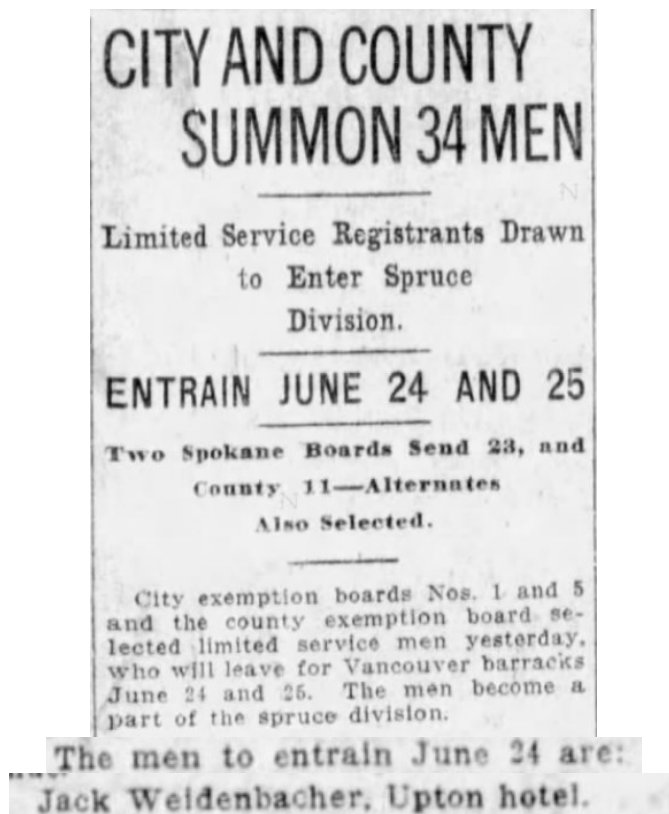 CITY AND COUNTY
SUMMON 34 MEN
Limited Service Registrants Drawn
to Enter Spruce
Division.
ENTRAIN JUNE 24 AND 25
Two Spokane Boards Send 23, and
County 11—Alternates
Also Selected.
City exemption boards Nos. 1 and 5
and the county exemption board se-
lected limited service men yesterday,
who will leave for Vancouver barracks
June 24 and 25. The men become a
part of the spruce division.
The men to entrain June 24 are:
Jack Weidenbacher, Upton hotel.